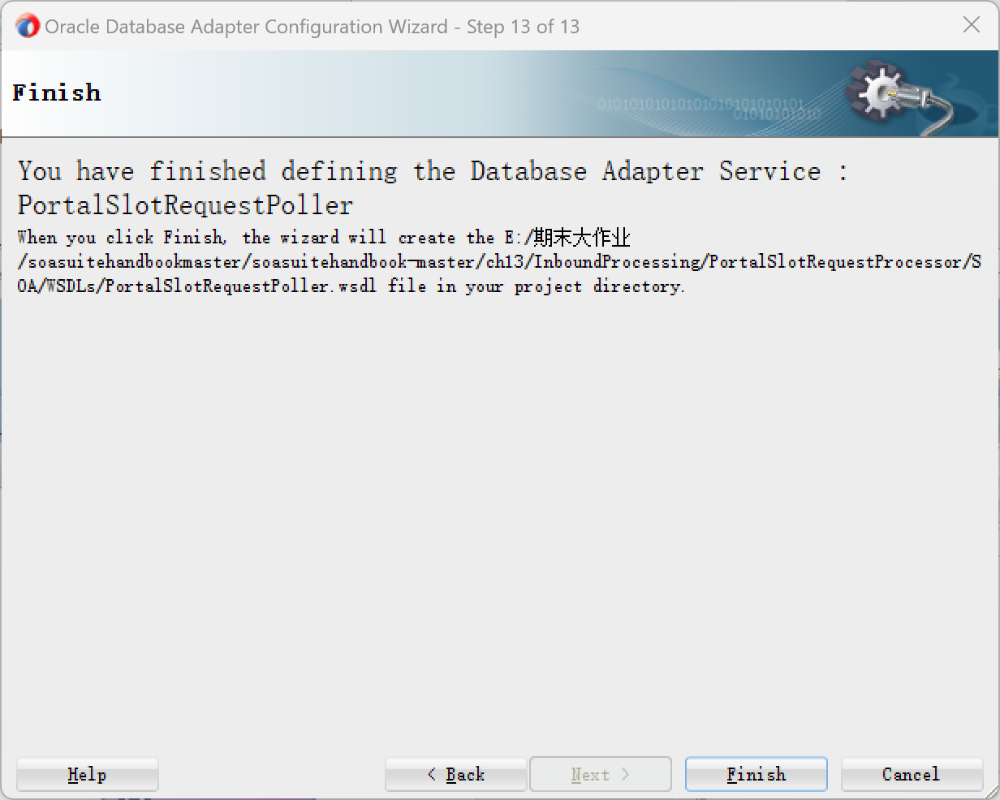 Oracle Database Adapter Configuration Wizard - Step 13 of 13
Finish
01010101010101010101010101
01010101010
You have finished defining the Database Adapter Service :
PortalSlotRequestPoller
When you click Finish, the wizard will create the E:/期末大作业
/soasuitehandbookmaster/soasuitehandbook-master/ch13/InboundProcessing/PortalSlotRequestProcessor/S
OA/WSDLs/PortalSlotRequestPoller.wsdl file in your project directory.
Help
< Back
Next >
Finish
Cancel